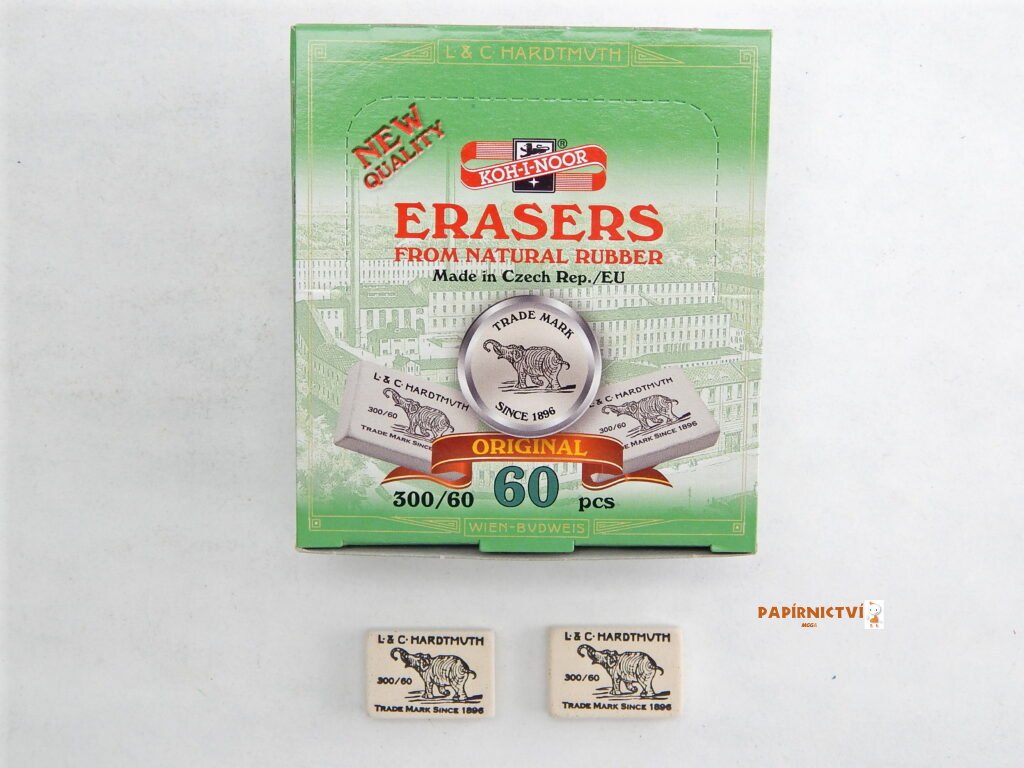 L & C · HARDTMUTH
NEW
QUALITY
KOH-I-NOOR®
ERASERS
FROM NATURAL RUBBER
Made in Czech Rep./EU
TRADE MARK
SINCE 1896
L & C · HARDTMUTH
300/60
TRADE MARK SINCE
L & C · HARDTMUTH
300/60
TRADE MARK SINCE 1896
ORIGINAL
300/60 60 pcs
WIEN-BUDWEIS
PAPÍRNICTVÍ
L & C · HARDTMUTH
300/60
TRADE MARK SINCE 1896
L & C · HARDTMUTH
300/60
TRADE MARK SINCE 1896